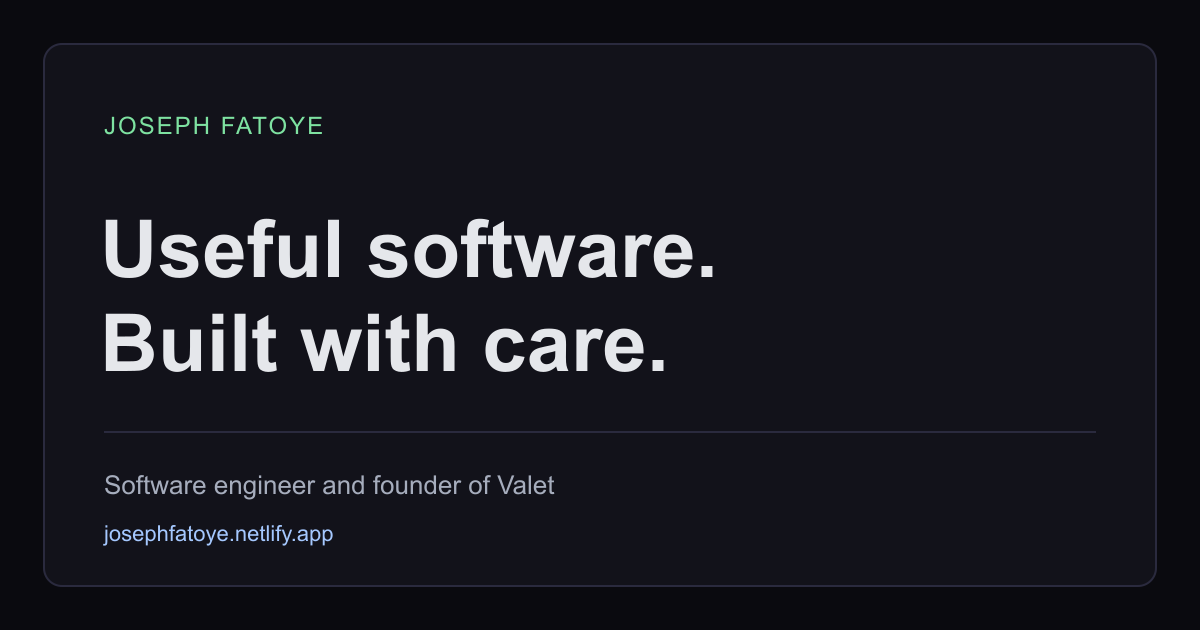 JOSEPH FATOYE
Useful software.
Built with care.
Software engineer and founder of Valet
josephfatoye.netlify.app